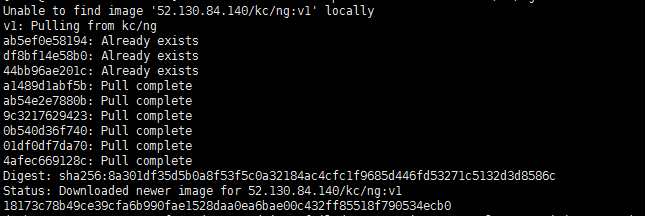 Unable to find image '52.130.84.140/kc/ng:v1' locally
v1: Pulling from kc/ng
ab5ef0e58194: Already exists
df8bf14e58b0: Already exists
44bb96ae201c: Already exists
a1489d1abf5b: Pull complete
ab54e2e7880b: Pull complete
9c3217629423: Pull complete
0b540d36f740: Pull complete
01df0df7da70: Pull complete
4afec669128c: Pull complete
Digest: sha256:8a301df35d5b0a8f53f5c0a32184ac4cfc1f9685d446fd53271c5132d3d8586c
Status: Downloaded newer image for 52.130.84.140/kc/ng:v1
18173c78b49ce39cfa6b990fae1528daa0ea6bae00c432ff85518f790534ecb0